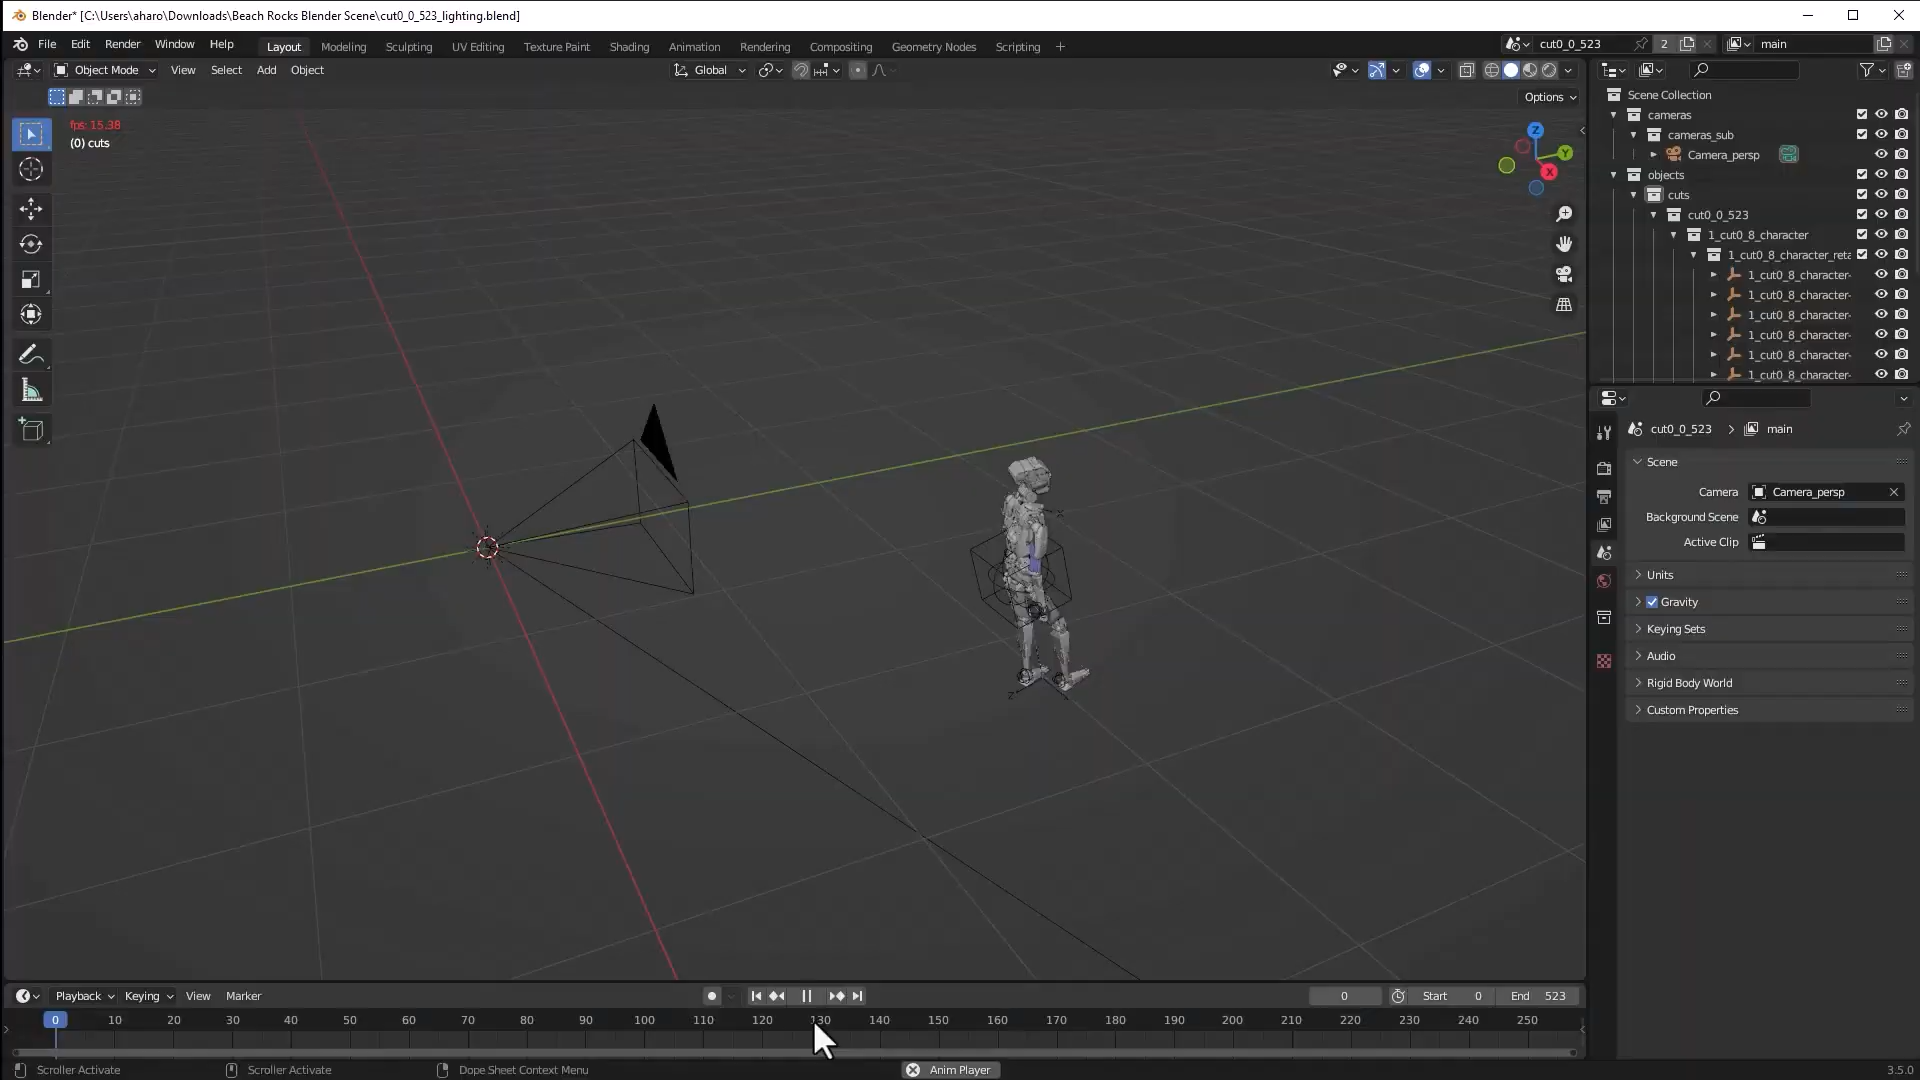 Blender* [C:\Users\aharo\Downloads\Beach Rocks Blender Scene\cut0_0_523_lighting.blend]
File Edit Render Window Help Layout Modeling Sculpting UV Editing Texture Paint Shading Animation Rendering Compositing Geometry Nodes Scripting + cut0_0_523 2 main
Object Mode View Select Add Object Global
Options
fps: 15.38
(0) cuts
Z
Y
X
Scene Collection
cameras
cameras_sub
Camera_persp
objects
cuts
cut0_0_523
1_cut0_8_character
1_cut0_8_character_reta
1_cut0_8_character-
1_cut0_8_character-
1_cut0_8_character-
1_cut0_8_character-
1_cut0_8_character-
1_cut0_8_character-
cut0_0_523 > main
Scene
Camera Camera_persp
Background Scene
Active Clip
Units
Gravity
Keying Sets
Audio
Rigid Body World
Custom Properties
Playback Keying View Marker 0 Start 0 End 523
0 10 20 30 40 50 60 70 80 90 100 110 120 130 140 150 160 170 180 190 200 210 220 230 240 250
Scroller Activate Scroller Activate Dope Sheet Context Menu Anim Player 3.5.0